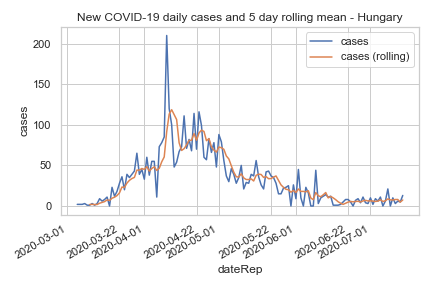 New COVID-19 daily cases and 5 day rolling mean - Hungary
cases
cases (rolling)
200
150
100
50
0
cases
2020-03-01
2020-03-22
2020-04-01
2020-04-22
2020-05-01
2020-05-22
2020-06-01
2020-06-22
2020-07-01
dateRep